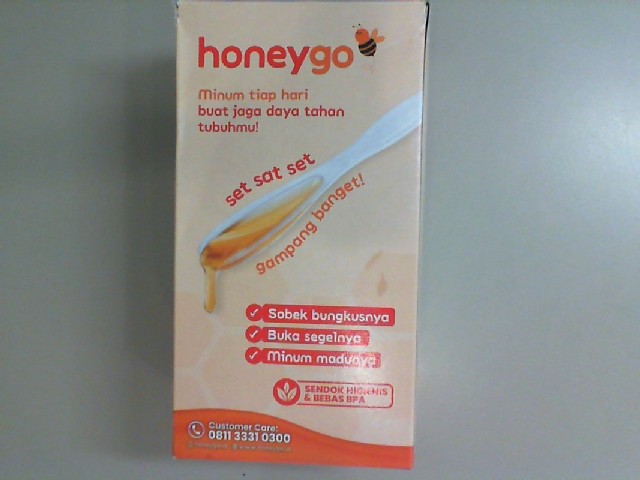 honeygo
Minum tiap hari
buat jaga daya tahan
tubuhmu!
set sat set
gampang banget!
Sobek bungkusnya
Buka segelnya
Minum madunya
SENDOK HIGIENIS
& BEBAS BPA
Customer Care:
0811 3331 0300